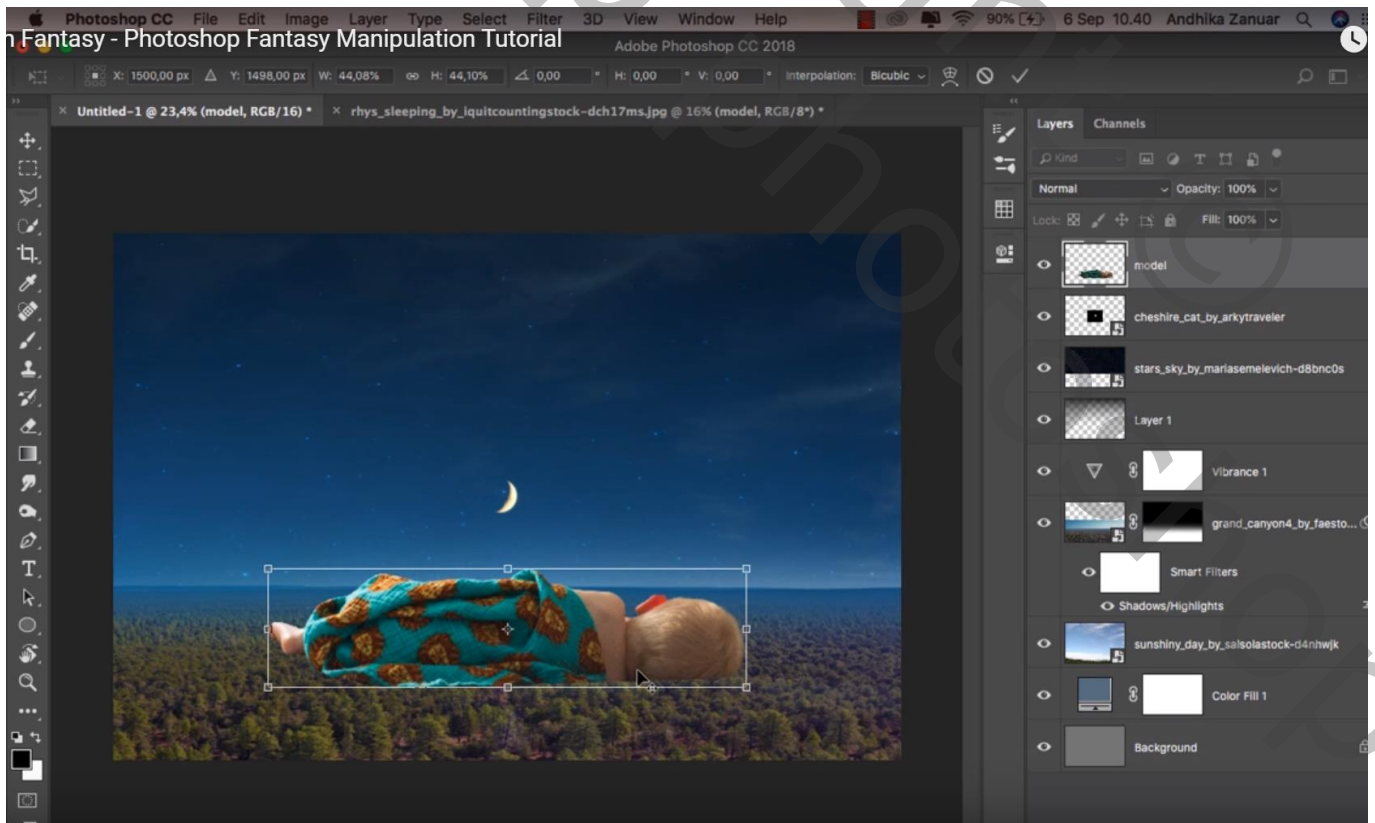 Photoshop CC File Edit Image Layer Type Select Filter 3D View Window Help 90% 6 Sep 10.40 Andhika Zanuar
n Fantasy - Photoshop Fantasy Manipulation Tutorial
Adobe Photoshop CC 2018
X: 1500,00 px Y: 1498,00 px W: 44,08% H: 44,10% 0,00 ° H: 0,00 ° V: 0,00 ° Interpolation: Bicubic
× Untitled-1 @ 23,4% (model, RGB/16) * × rhys_sleeping_by_iquitcountingstock-dch17ms.jpg @ 16% (model, RGB/8*) *
Layers Channels
Kind
Normal Opacity: 100%
Lock: Fill: 100%
model
cheshire_cat_by_arkytraveler
stars_sky_by_mariasemelevich-d8bnc0s
Layer 1
Vibrance 1
grand_canyon4_by_faesto...
Smart Filters
Shadows/Highlights
sunshiny_day_by_salsolastock-d4nhwjk
Color Fill 1
Background